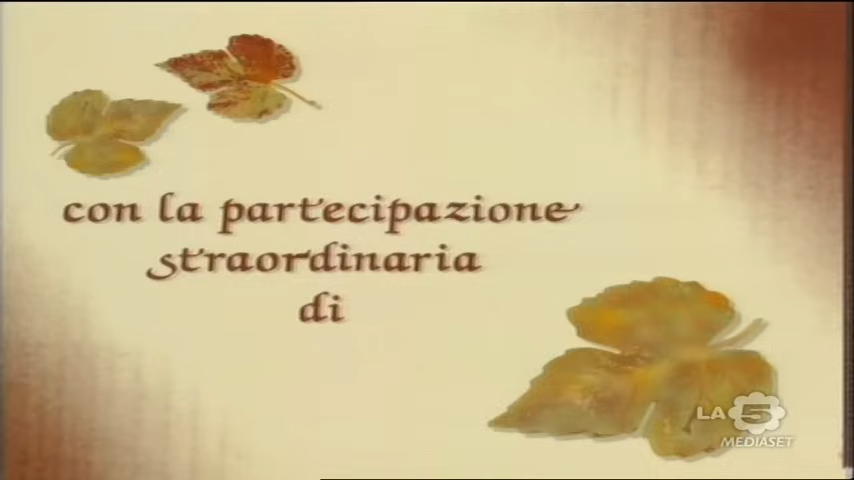 con la partecipazione
straordinaria
di
LA 5
MEDIASET